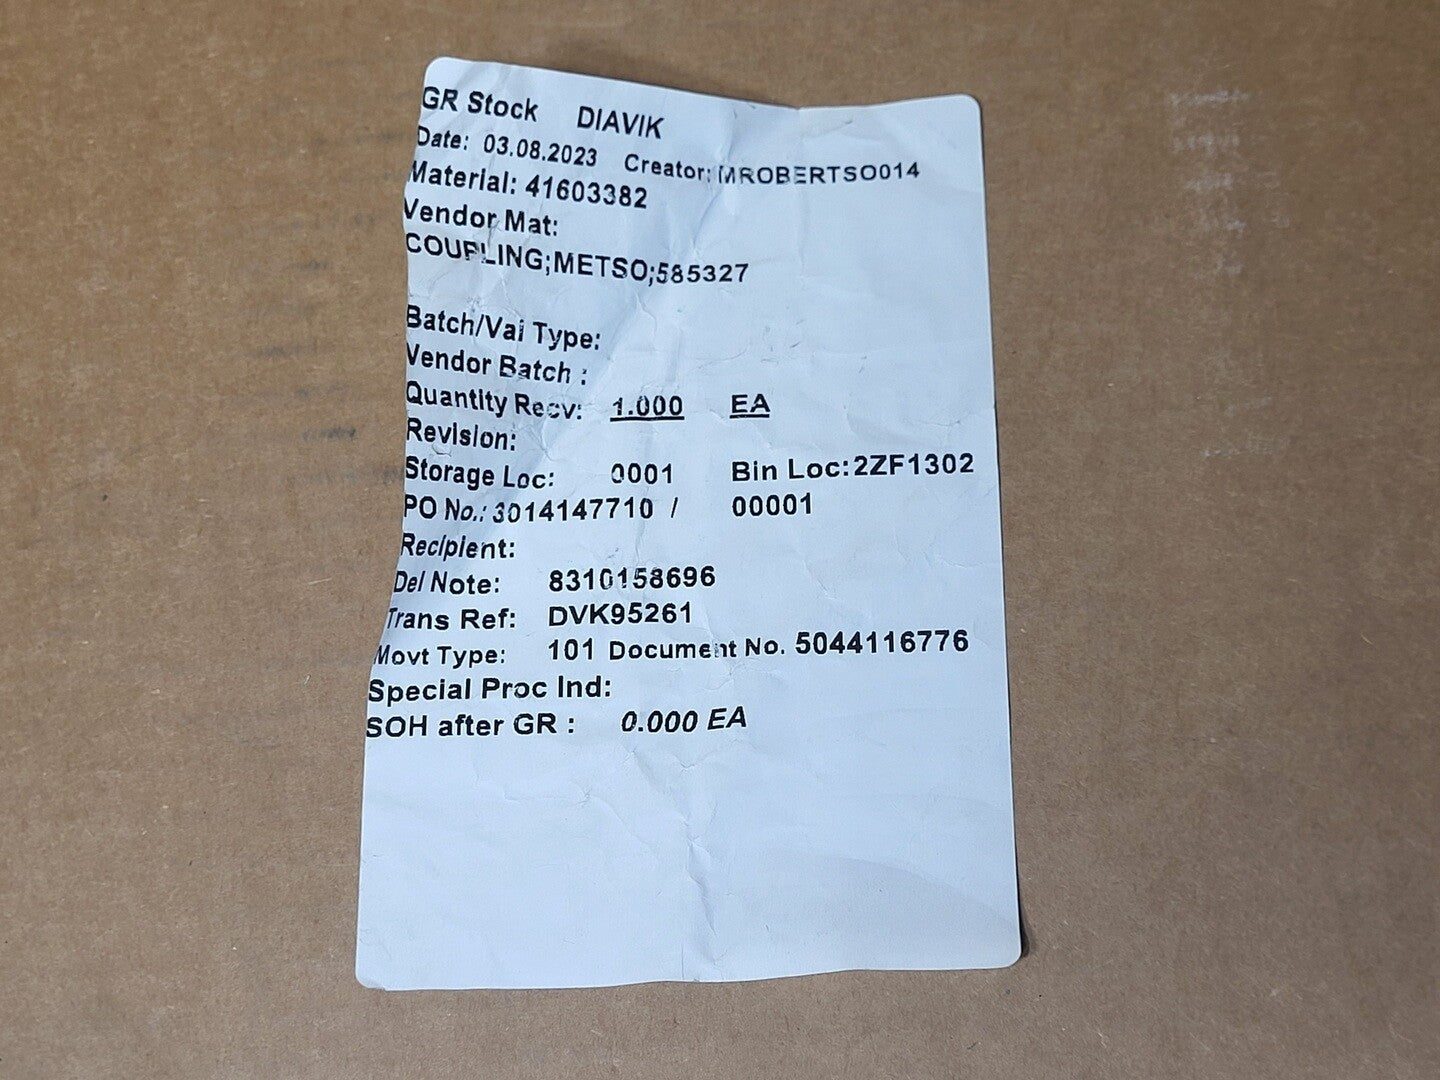 GR Stock DIAVIK
Date: 03.08.2023 Creator: MROBERTSO014
Material: 41603382
Vendor Mat:
COUPLING;METSO;585327
Batch/Val Type:
Vendor Batch :
Quantity Recv: 1.000 EA
Revision:
Storage Loc: 0001 Bin Loc:2ZF1302
PO No.: 3014147710 / 00001
Recipient:
Del Note: 8310158696
Trans Ref: DVK95261
Movt Type: 101 Document No. 5044116776
Special Proc Ind:
SOH after GR : 0.000 EA